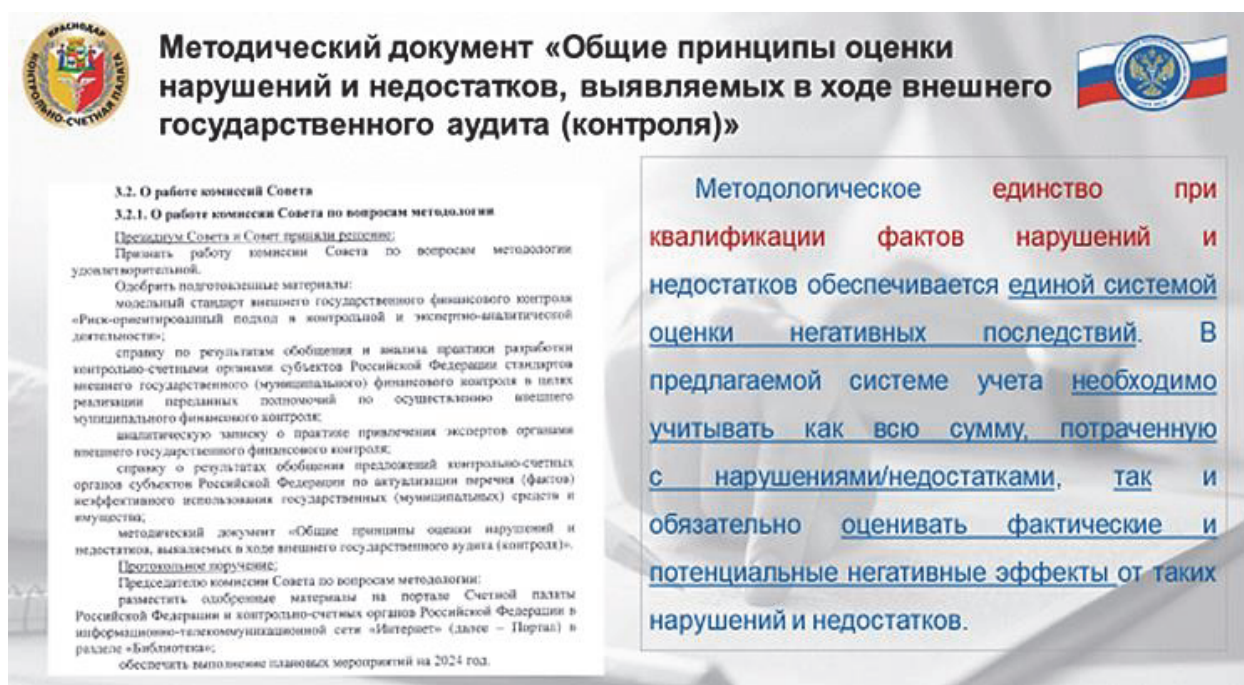 КРАСНОДАР
КОНТРОЛЬНО-СЧЕТНАЯ ПАЛАТА
Методический документ «Общие принципы оценки
нарушений и недостатков, выявляемых в ходе внешнего
государственного аудита (контроля)»
3.2. О работе комиссий Совета
3.2.1. О работе комиссии Совета по вопросам методологии
Президиум Совета и Совет приняли решение:
Признать работу комиссии Совета по вопросам методологии
удовлетворительной.
Одобрить подготовленные материалы:
модельный стандарт внешнего государственного финансового контроля
«Риск-ориентированный подход в контрольной и экспертно-аналитической
деятельности»;
справку по результатам обобщения и анализа практики разработки
контрольно-счетными органами субъектов Российской Федерации стандартов
внешнего государственного (муниципального) финансового контроля в целях
реализации переданных полномочий по осуществлению внешнего
муниципального финансового контроля;
аналитическую записку о практике привлечения экспертов органами
внешнего государственного финансового контроля;
справку о результатах обобщения предложений контрольно-счетных
органов субъектов Российской Федерации по актуализации перечня (фактов)
неэффективного использования государственных (муниципальных) средств и
имущества;
методический документ «Общие принципы оценки нарушений и
недостатков, выявляемых в ходе внешнего государственного аудита (контроля)».
Протокольное поручение:
Председателю комиссии Совета по вопросам методологии:
разместить одобренные материалы на портале Счетной палаты
Российской Федерации и контрольно-счетных органов Российской Федерации в
информационно-телекоммуникационной сети «Интернет» (далее – Портал) в
разделе «Библиотека»;
обеспечить выполнение плановых мероприятий на 2024 год.
Методологическое единство при
квалификации фактов нарушений и
недостатков обеспечивается единой системой
оценки негативных последствий. В
предлагаемой системе учета необходимо
учитывать как всю сумму, потраченную
с нарушениями/недостатками, так и
обязательно оценивать фактические и
потенциальные негативные эффекты от таких
нарушений и недостатков.